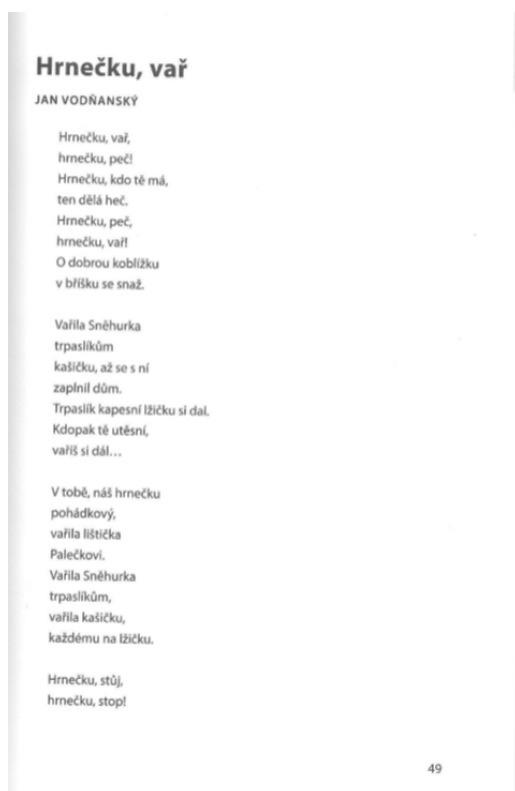 Hrnečku, vař
JAN VODŇANSKÝ
Hrnečku, vař,
hrnečku, peč!
Hrnečku, kdo tě má,
ten dělá heč.
Hrnečku, peč,
hrnečku, vař!
O dobrou koblížku
v bříšku se snaž.
Vařila Sněhurka
trpaslíkům
kašičku, až se s ní
zaplnil dům.
Trpaslík kapesní lžičku si dal.
Kdopak tě utěsní,
vaříš si dál...
V tobě, náš hrnečku
pohádkový,
vařila lištička
Palečkovi.
Vařila Sněhurka
trpaslíkům,
vařila kašičku,
každému na lžičku.
Hrnečku, stůj,
hrnečku, stop!
49